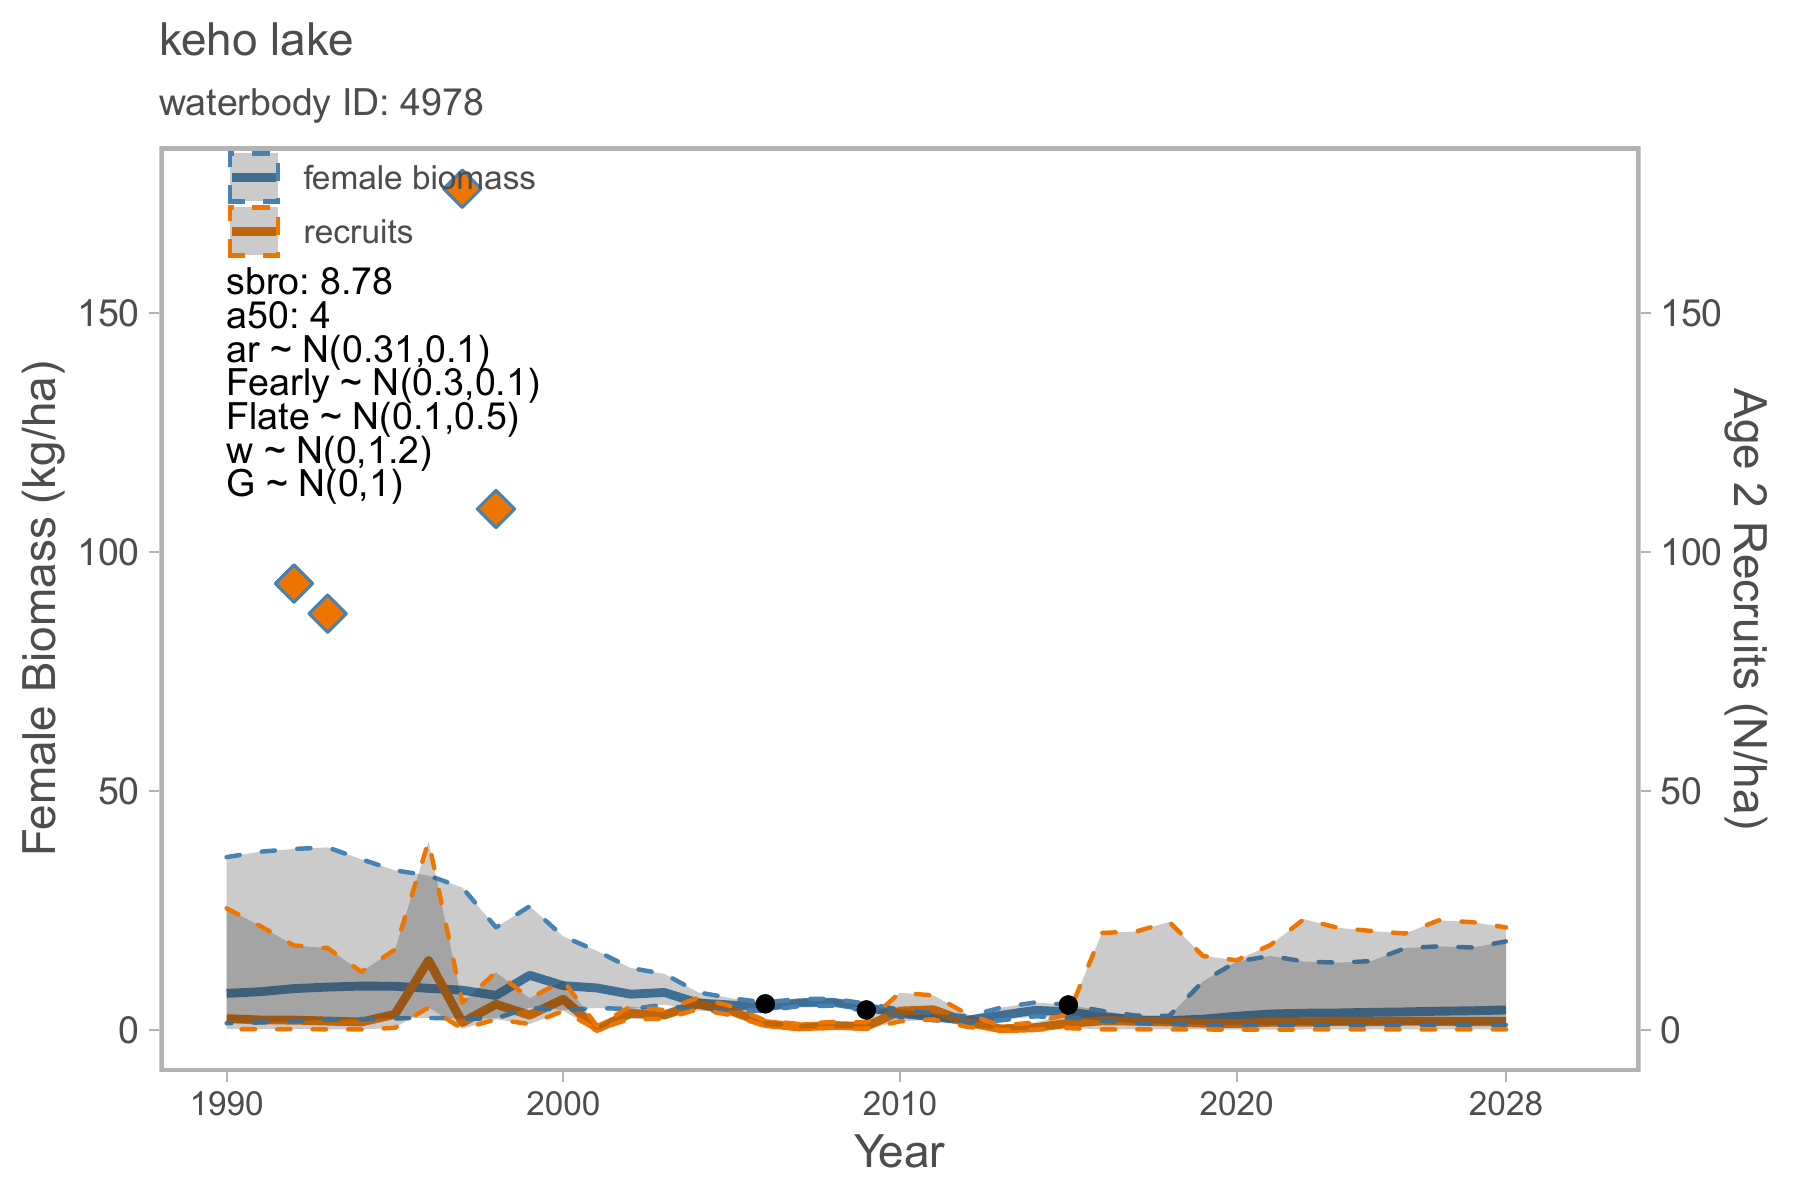 keho lake
waterbody ID: 4978
female biomass
recruits
sbro: 8.78
a50: 4
ar ~ N(0.31,0.1)
Fearly ~ N(0.3,0.1)
Flate ~ N(0.1,0.5)
w ~ N(0,1.2)
G ~ N(0,1)
Female Biomass (kg/ha)
150
100
50
0
150
100
50
0
Age 2 Recruits (N/ha)
1990
2000
2010
2020
2028
Year